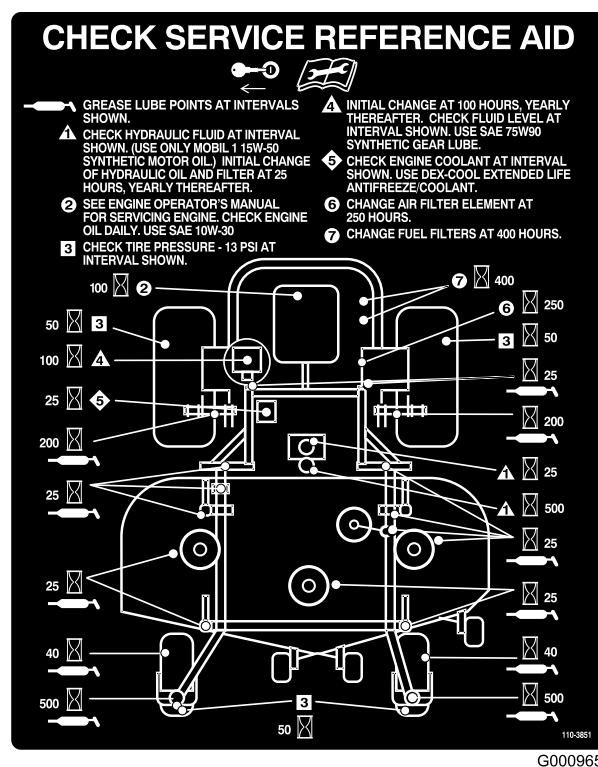 CHECK SERVICE REFERENCE AID
GREASE LUBE POINTS AT INTERVALS
SHOWN.
1 CHECK HYDRAULIC FLUID AT INTERVAL
SHOWN. (USE ONLY MOBIL 1 15W-50
SYNTHETIC MOTOR OIL.) INITIAL CHANGE
OF HYDRAULIC OIL AND FILTER AT 25
HOURS, YEARLY THEREAFTER.
2 SEE ENGINE OPERATOR'S MANUAL
FOR SERVICING ENGINE. CHECK ENGINE
OIL DAILY. USE SAE 10W-30
3 CHECK TIRE PRESSURE - 13 PSI AT
INTERVAL SHOWN.
4 INITIAL CHANGE AT 100 HOURS, YEARLY
THEREAFTER. CHECK FLUID LEVEL AT
INTERVAL SHOWN. USE SAE 75W90
SYNTHETIC GEAR LUBE.
5 CHECK ENGINE COOLANT AT INTERVAL
SHOWN. USE DEX-COOL EXTENDED LIFE
ANTIFREEZE/COOLANT.
6 CHANGE AIR FILTER ELEMENT AT
250 HOURS.
7 CHANGE FUEL FILTERS AT 400 HOURS.
100 2
7 400
6 250
50 3
3 50
100 4
25
25 5
200
200
1 25
25
1 500
25
25
25
40
40
500
500
3
50
110-3851
G000965